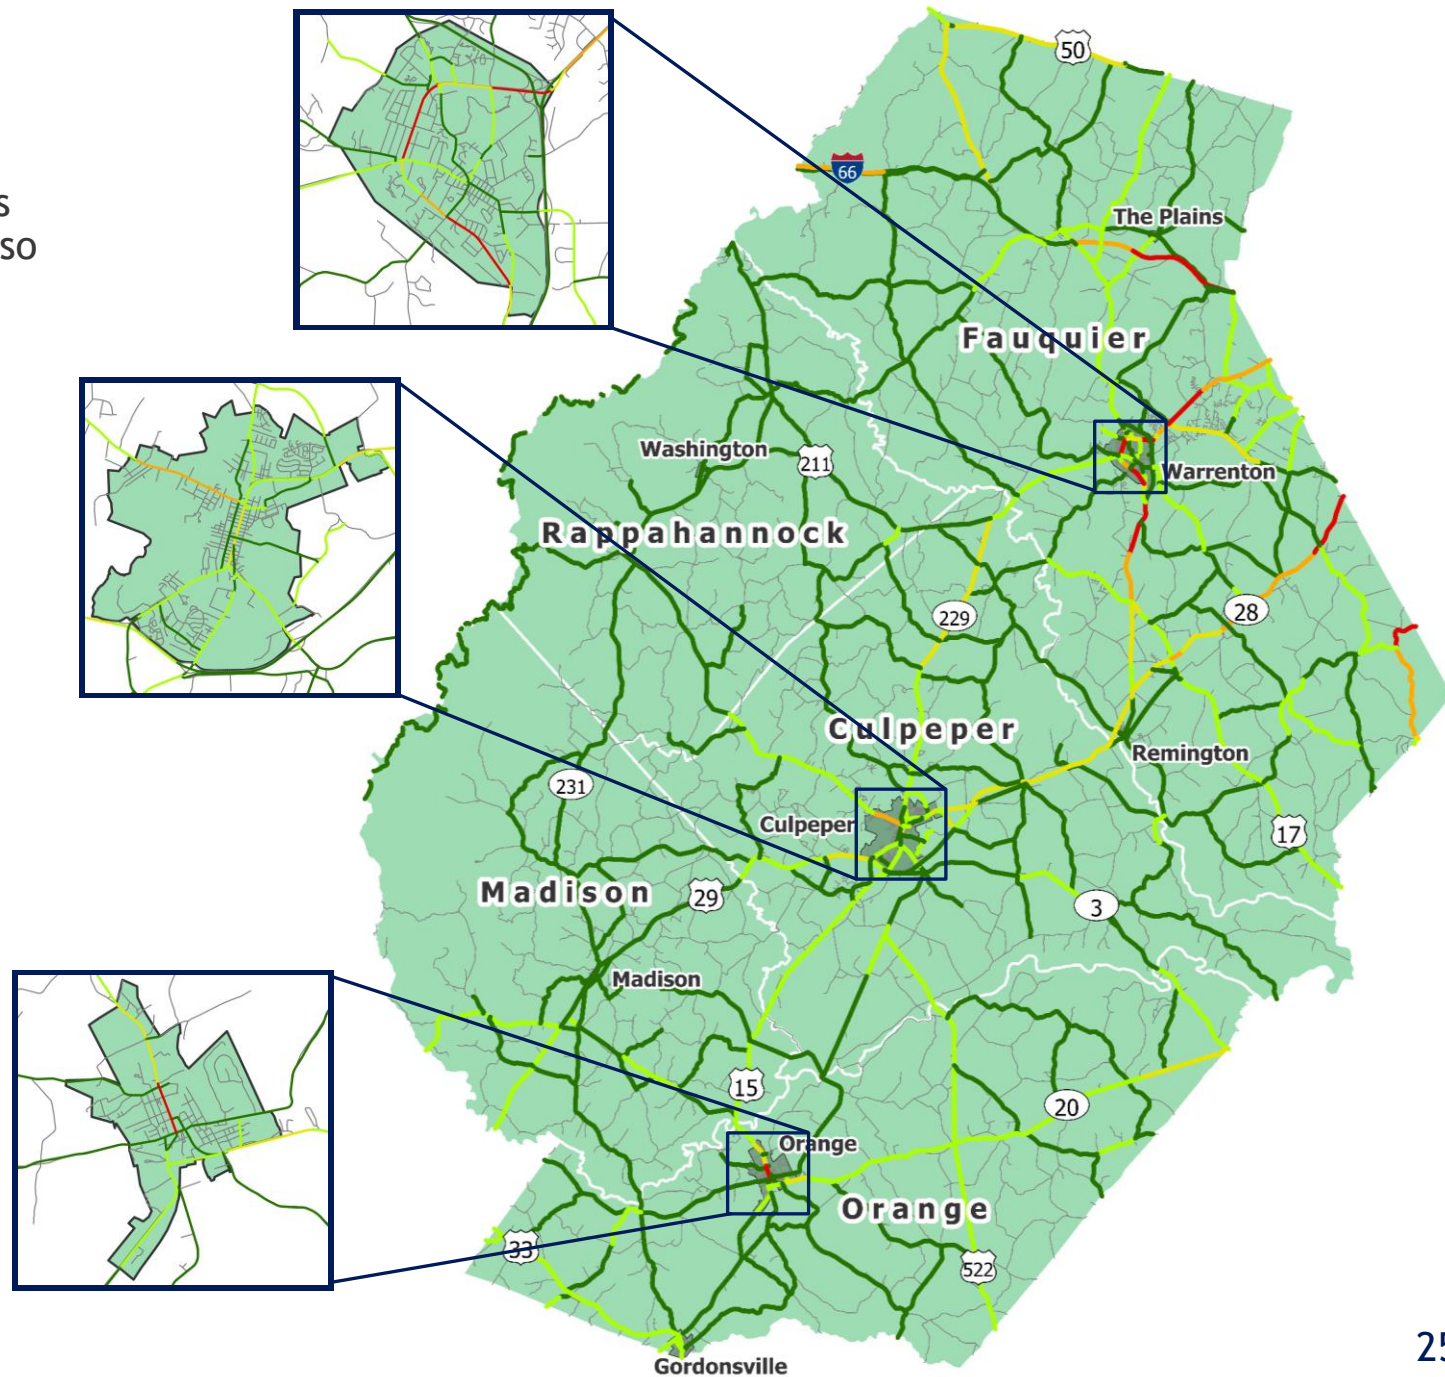 50
66
s
The Plains
so
Fauquier
Washington
211
Warrenton
Rappahannock
28
229
Culpeper
Remington
231
Culpeper
17
Madison
29
3
Madison
15
20
Orange
Orange
33
522
25
Gordonsville